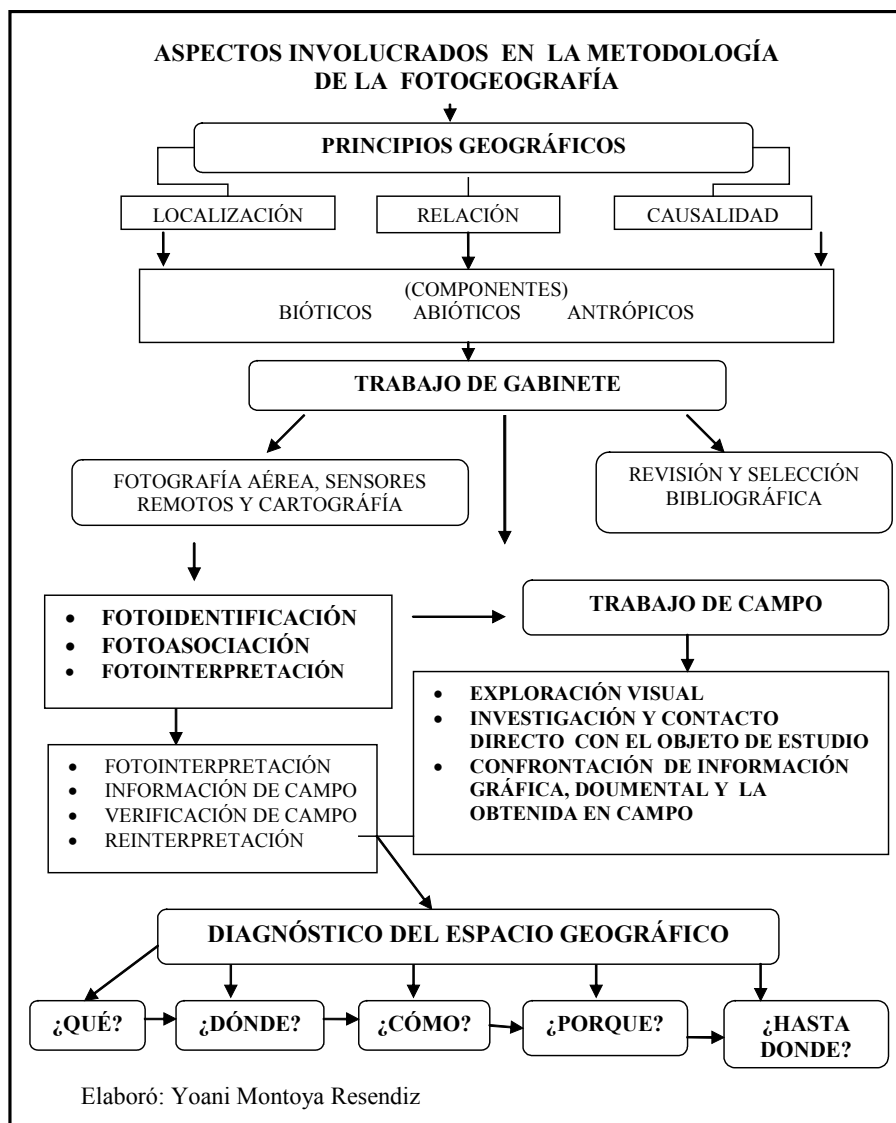 ASPECTOS INVOLUCRADOS EN LA METODOLOGÍA
DE LA FOTOGEOGRAFÍA
PRINCIPIOS GEOGRÁFICOS
LOCALIZACIÓN
RELACIÓN
CAUSALIDAD
(COMPONENTES)
BIÓTICOS ABIÓTICOS ANTRÓPICOS
TRABAJO DE GABINETE
FOTOGRAFÍA AÉREA, SENSORES
REMOTOS Y CARTOGRÁFÍA
REVISIÓN Y SELECCIÓN
BIBLIOGRÁFICA
• FOTOIDENTIFICACIÓN
• FOTOASOCIACIÓN
• FOTOINTERPRETACIÓN
TRABAJO DE CAMPO
• EXPLORACIÓN VISUAL
• INVESTIGACIÓN Y CONTACTO
DIRECTO CON EL OBJETO DE ESTUDIO
• CONFRONTACIÓN DE INFORMACIÓN
GRÁFICA, DOUMENTAL Y LA
OBTENIDA EN CAMPO
• FOTOINTERPRETACIÓN
• INFORMACIÓN DE CAMPO
• VERIFICACIÓN DE CAMPO
• REINTERPRETACIÓN
DIAGNÓSTICO DEL ESPACIO GEOGRÁFICO
¿QUÉ?
¿DÓNDE?
¿CÓMO?
¿PORQUE?
¿HASTA
DONDE?
Elaboró: Yoani Montoya Resendiz